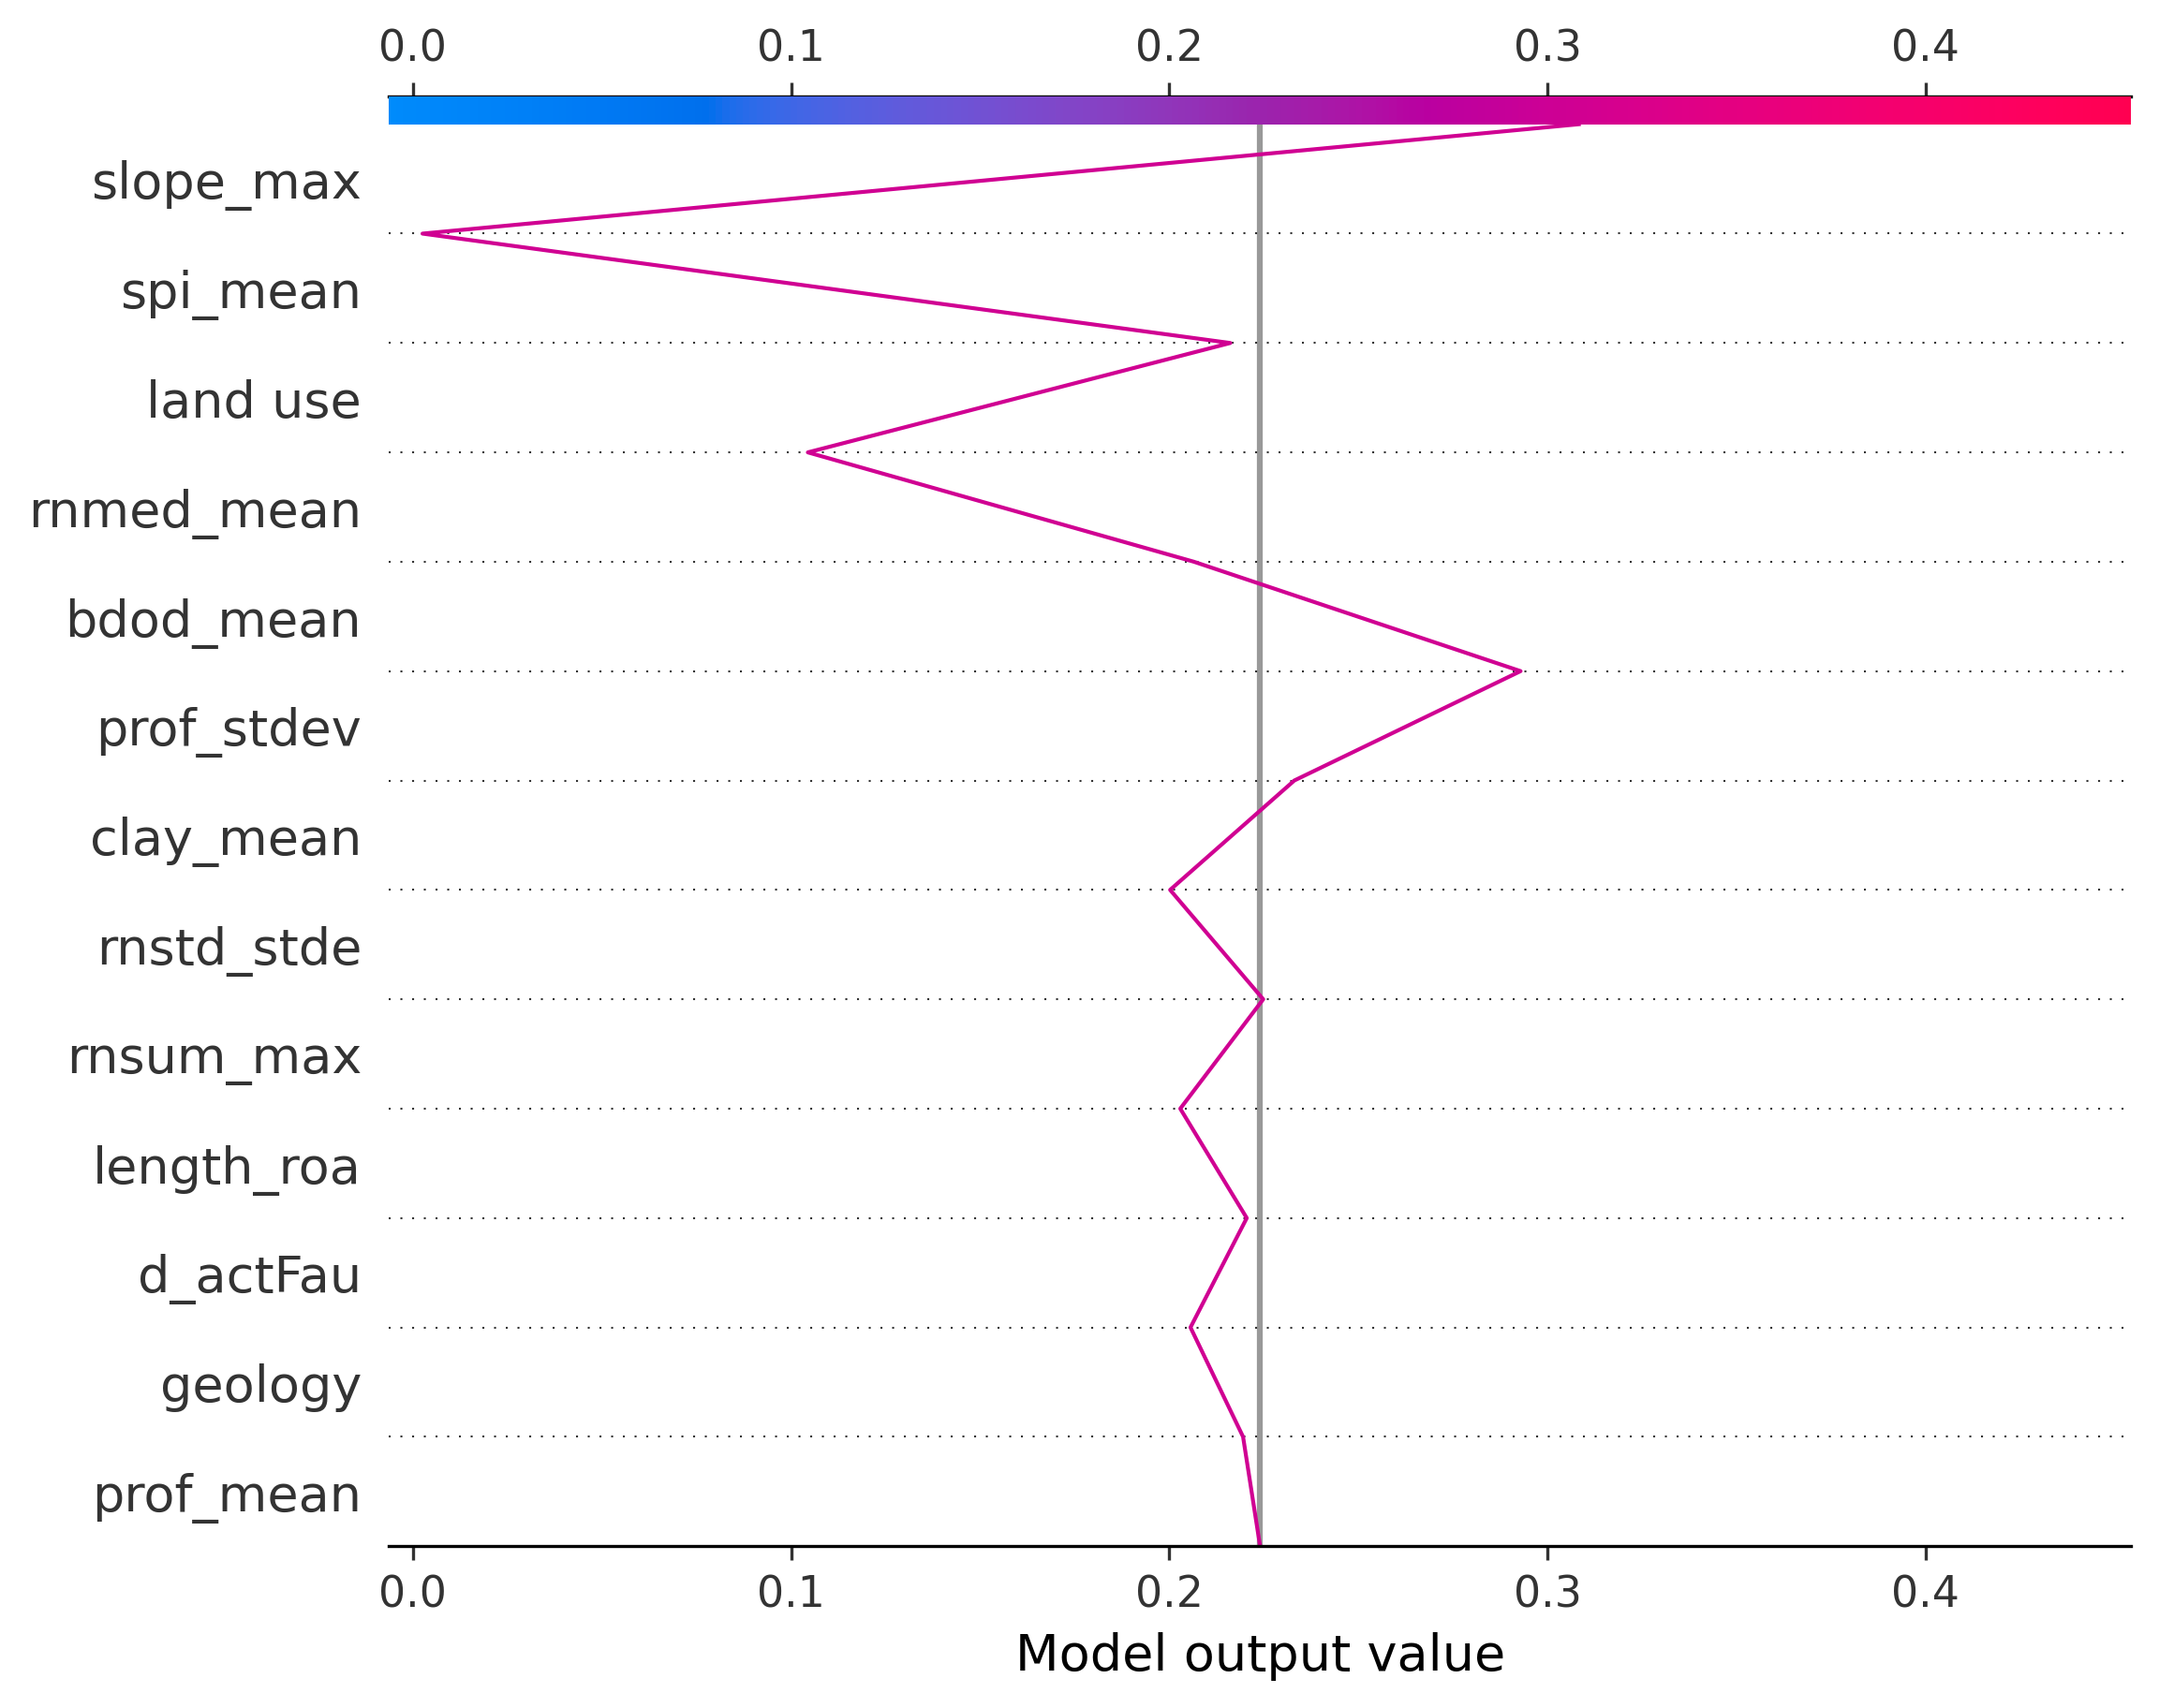 0.0 0.1 0.2 0.3 0.4
slope_max
spi_mean
land use
rnmed_mean
bdod_mean
prof_stdev
clay_mean
rnstd_stde
rnsum_max
length_roa
d_actFau
geology
prof_mean
0.0 0.1 0.2 0.3 0.4
Model output value